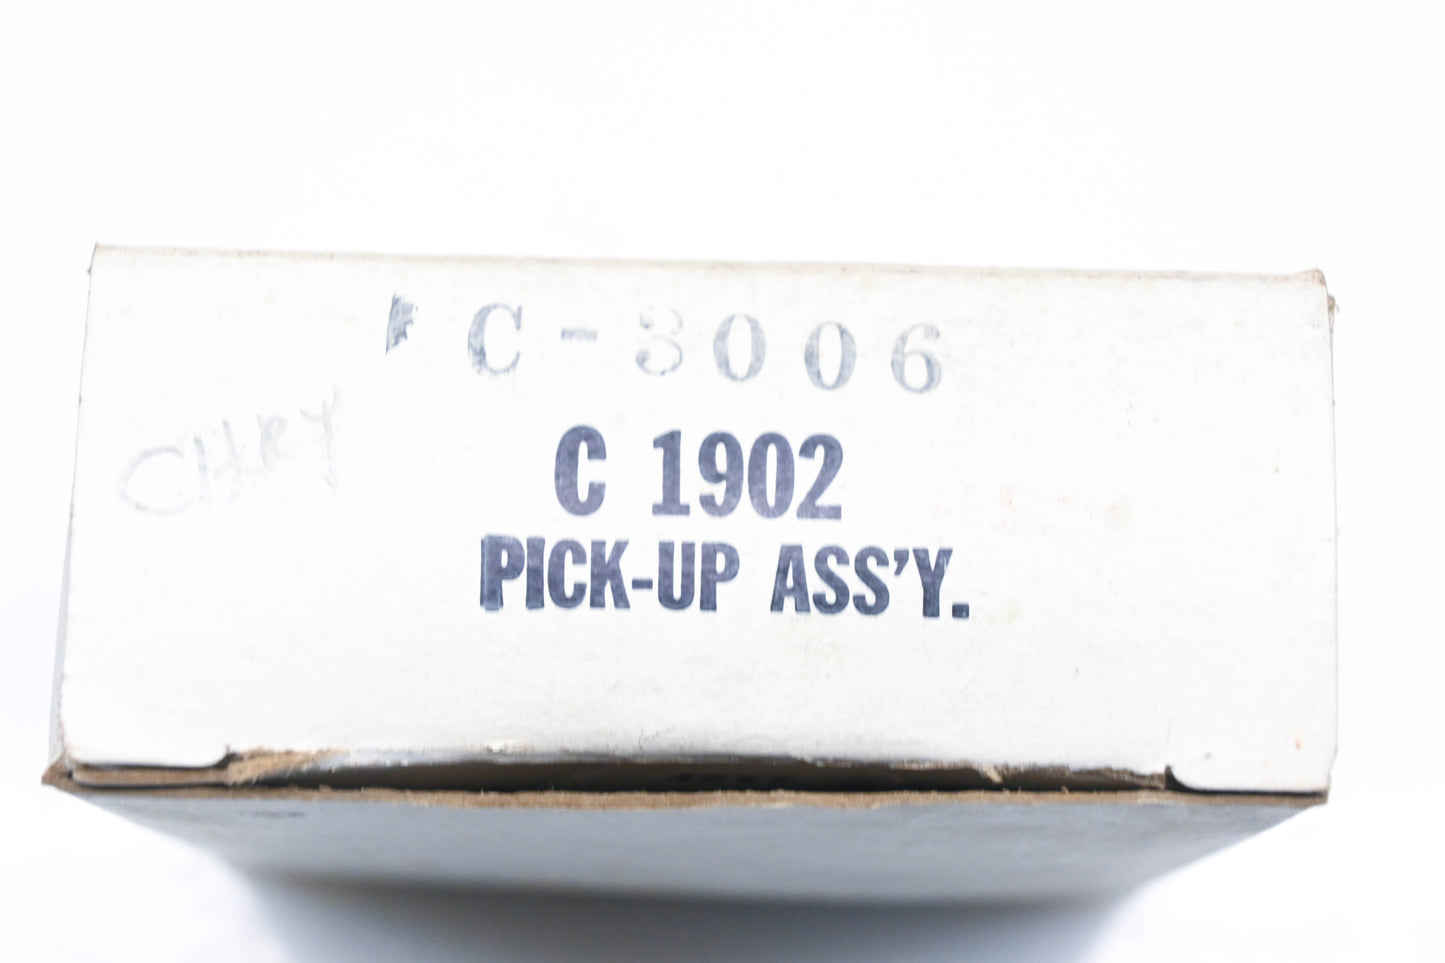 C-3006
CHRY
C 1902
PICK-UP ASS'Y.